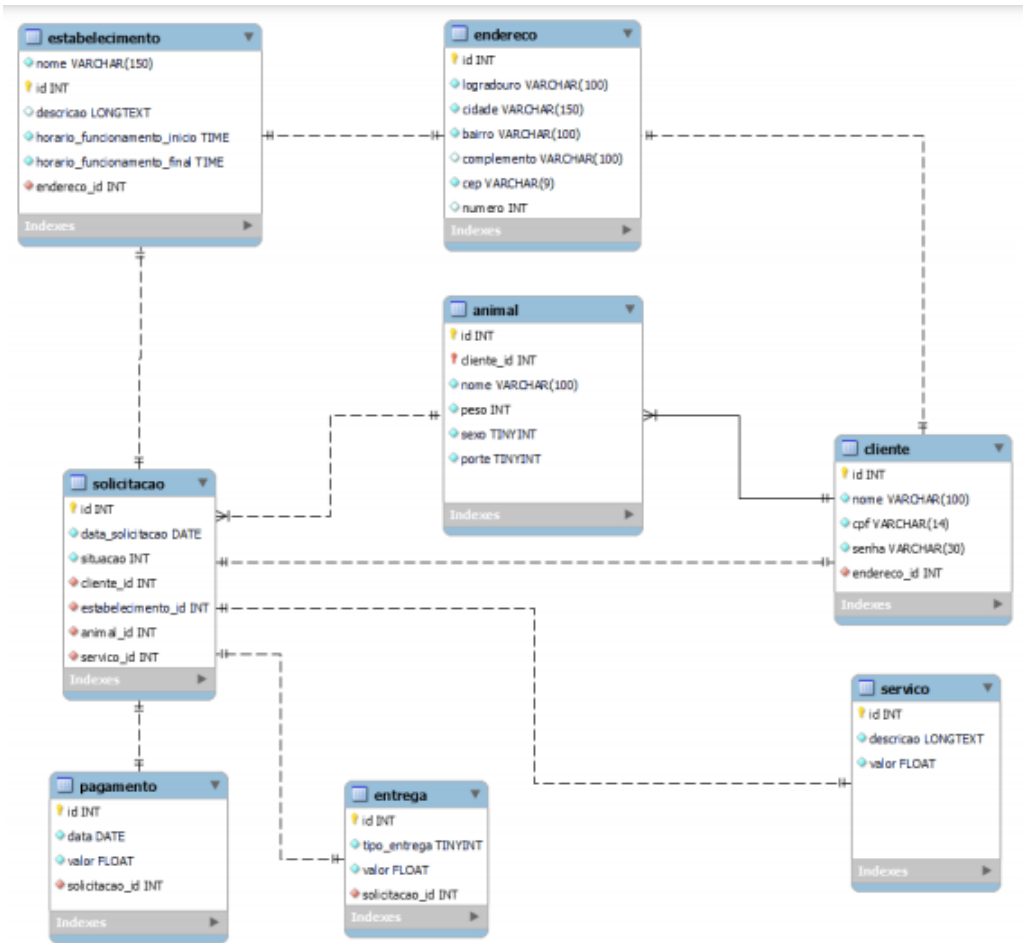 estabelecimento
nome VARCHAR(150)
id INT
descricao LONGTEXT
horario_funcionamento_inicio TIME
horario_funcionamento_final TIME
endereco_id INT
Indexes
endereco
id INT
logradouro VARCHAR(100)
cidade VARCHAR(150)
bairro VARCHAR(100)
complemento VARCHAR(100)
cep VARCHAR(9)
numero INT
Indexes
animal
id INT
cliente_id INT
nome VARCHAR(100)
peso INT
sexo TINYINT
porte TINYINT
Indexes
cliente
id INT
nome VARCHAR(100)
cpf VARCHAR(14)
senha VARCHAR(30)
endereco_id INT
Indexes
solicitacao
id INT
data_solicitacao DATE
situacao INT
cliente_id INT
estabelecimento_id INT
animal_id INT
servico_id INT
Indexes
servico
id INT
descricao LONGTEXT
valor FLOAT
Indexes
pagamento
id INT
data DATE
valor FLOAT
solicitacao_id INT
Indexes
entrega
id INT
tipo_entrega TINYINT
valor FLOAT
solicitacao_id INT
Indexes